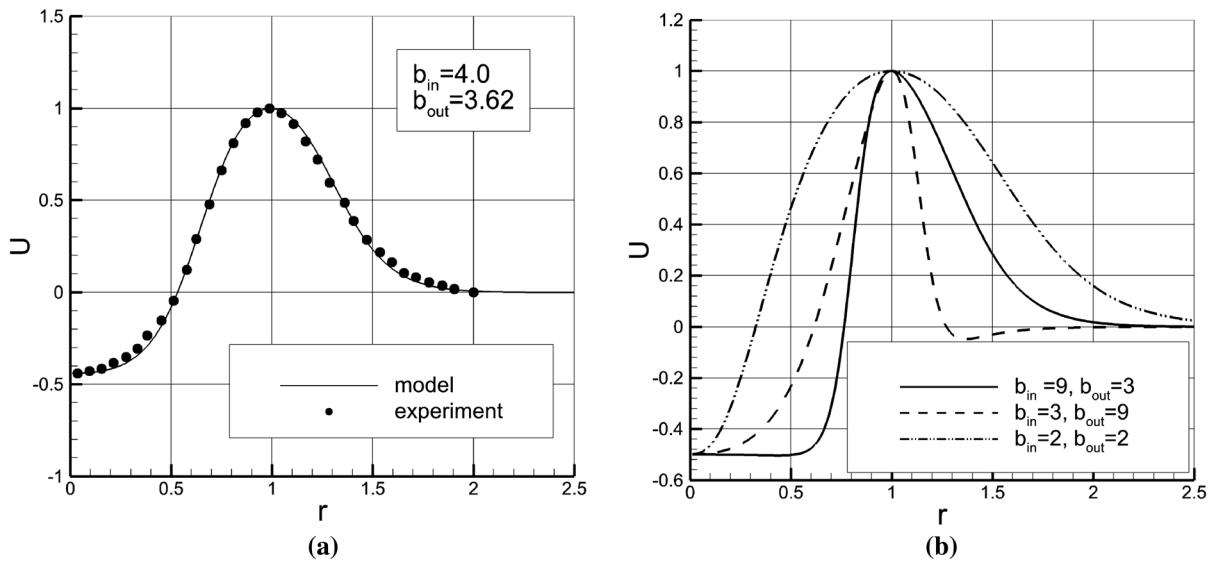 1.5
1
0.5
0
-0.5
-1
U
b_in=4.0
b_out=3.62
model
experiment
0 0.5 1 1.5 2 2.5
r
(a)
1.2
1
0.8
0.6
0.4
0.2
0
-0.2
-0.4
-0.6
U
b_in =9, b_out=3
b_in=3, b_out=9
b_in=2, b_out=2
0 0.5 1 1.5 2 2.5
r
(b)